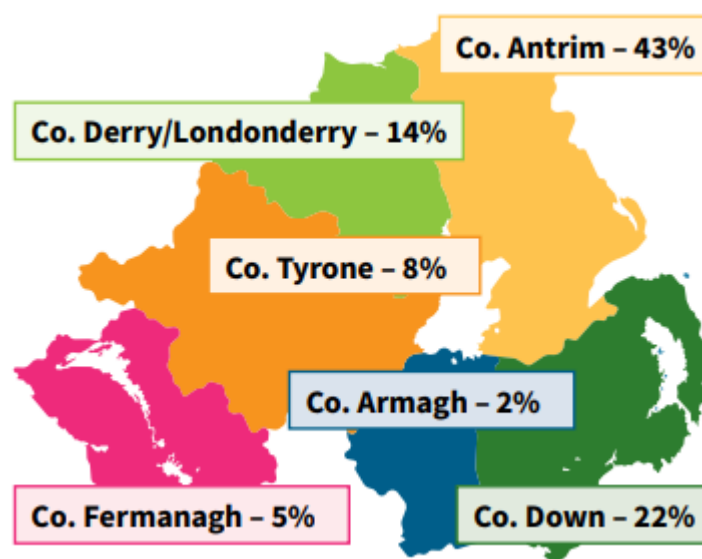 Co. Antrim – 43%
Co. Derry/Londonderry – 14%
Co. Tyrone – 8%
Co. Armagh – 2%
Co. Fermanagh – 5%
Co. Down – 22%